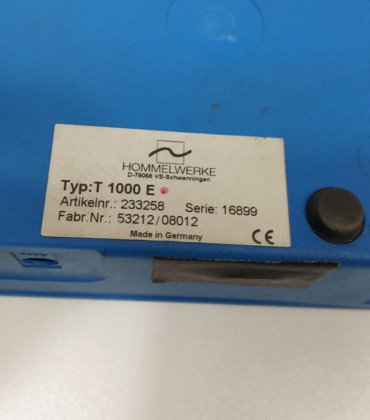 HOMMELWERKE
D-78056 VS-Schwenningen
Typ:T 1000 E
Artikelnr.: 233258 Serie: 16899
Fabr.Nr.: 53212/08012
Made in Germany CE